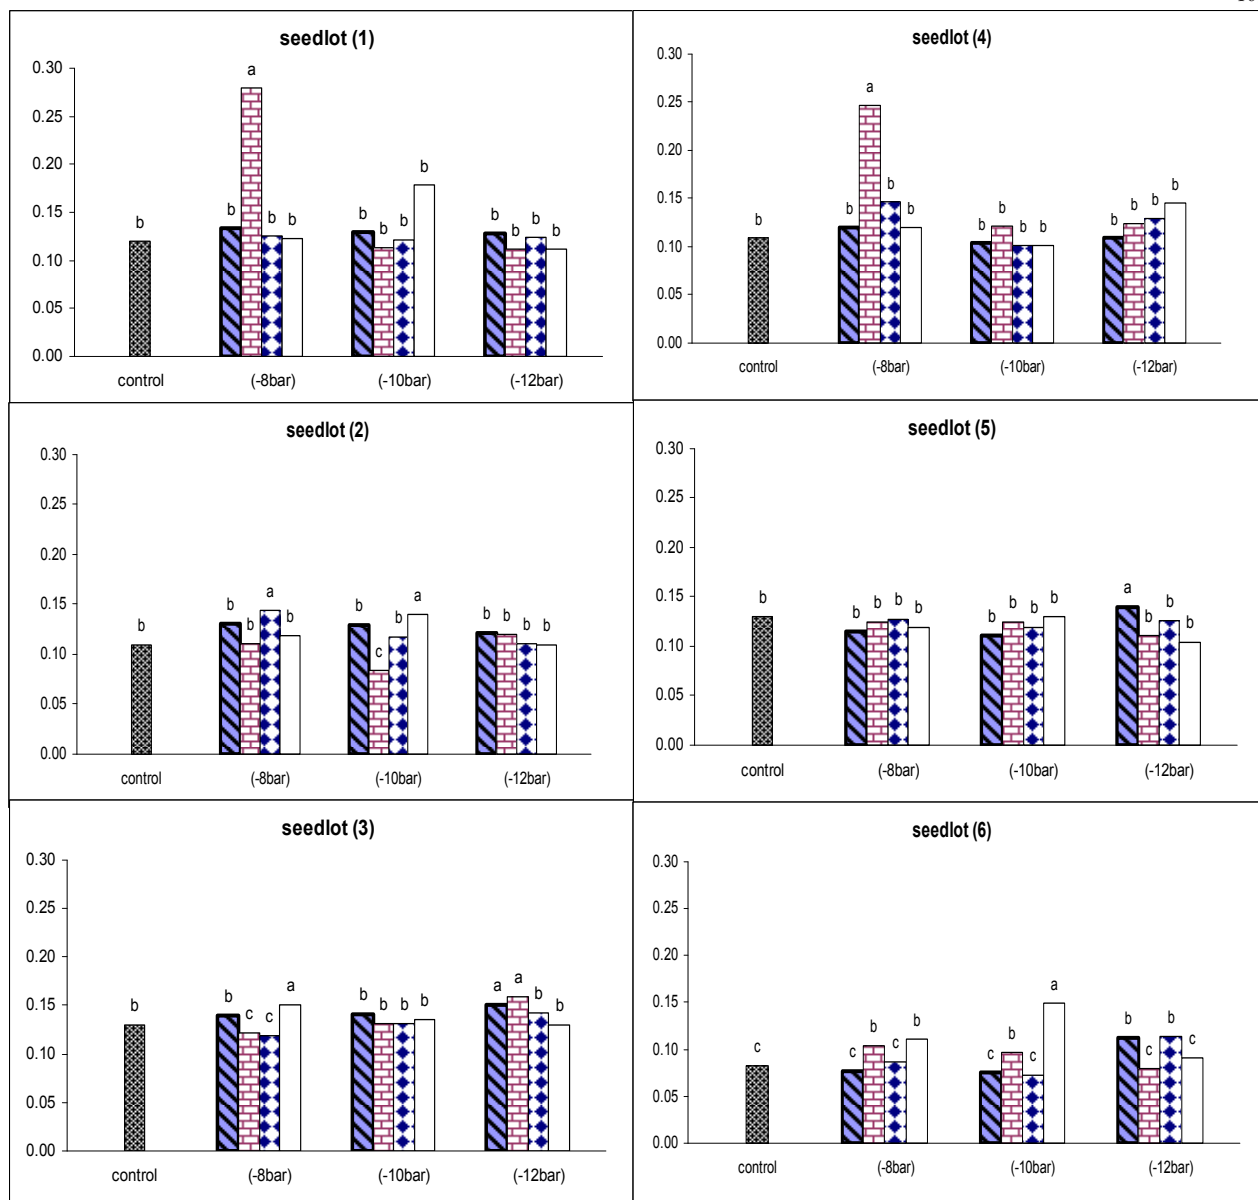 seedlot (1)
0.30
0.25
0.20
0.15
0.10
0.05
0.00
b
b a b b
b b b b
b b b b
control (-8bar) (-10bar) (-12bar)
seedlot (4)
0.30
0.25
0.20
0.15
0.10
0.05
0.00
b
b a b b
b b b b
b b b b
control (-8bar) (-10bar) (-12bar)
seedlot (2)
0.30
0.25
0.20
0.15
0.10
0.05
0.00
b
b b a b
b c b a
b b b b
control (-8bar) (-10bar) (-12bar)
seedlot (5)
0.30
0.25
0.20
0.15
0.10
0.05
0.00
b
b b b b
b b b b
a b b b
control (-8bar) (-10bar) (-12bar)
seedlot (3)
0.30
0.25
0.20
0.15
0.10
0.05
0.00
b
b c c a
b b b b
a a b b
control (-8bar) (-10bar) (-12bar)
seedlot (6)
0.30
0.25
0.20
0.15
0.10
0.05
0.00
c
c b c b
c b c a
b c b c
control (-8bar) (-10bar) (-12bar)